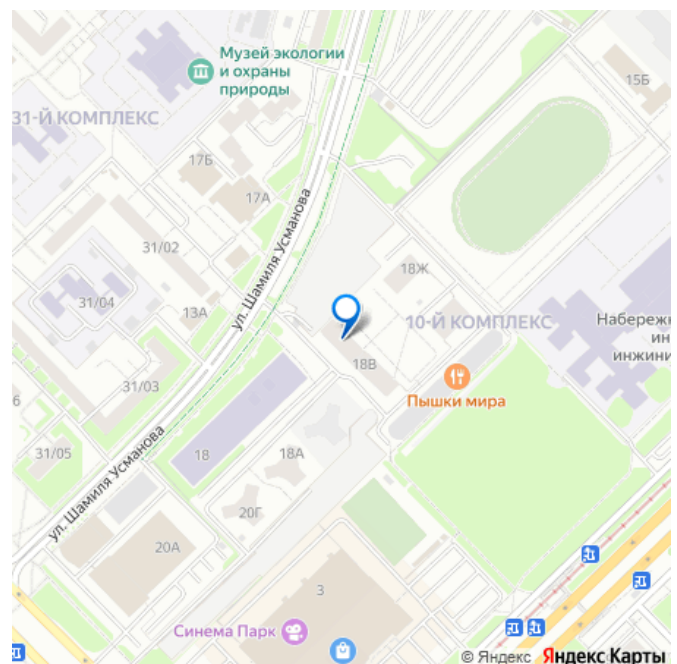 Музей экологии
и охраны
природы
15Б
31-Й КОМПЛЕКС
17Б
17А
ул. Шамиля Усманова
31/02
18Ж
31/04
13А
10-Й КОМПЛЕКС
Набережн
ин
инжини
18В
31/03
6
Пышки мира
31/05
18
18А
ул. Шамиля Усманова
20Г
20А
3
Синема Парк
© Яндекс Яндекс Карты